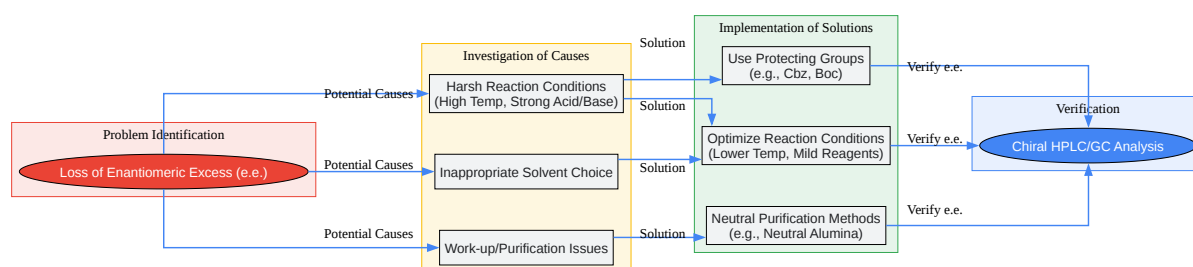 Problem Identification
Loss of Enantiomeric Excess (e.e.)
Potential Causes
Potential Causes
Potential Causes
Investigation of Causes
Harsh Reaction Conditions
(High Temp, Strong Acid/Base)
Inappropriate Solvent Choice
Work-up/Purification Issues
Solution
Solution
Solution
Solution
Implementation of Solutions
Use Protecting Groups
(e.g., Cbz, Boc)
Optimize Reaction Conditions
(Lower Temp, Mild Reagents)
Neutral Purification Methods
(e.g., Neutral Alumina)
Verify e.e.
Verify e.e.
Verify e.e.
Verification
Chiral HPLC/GC Analysis